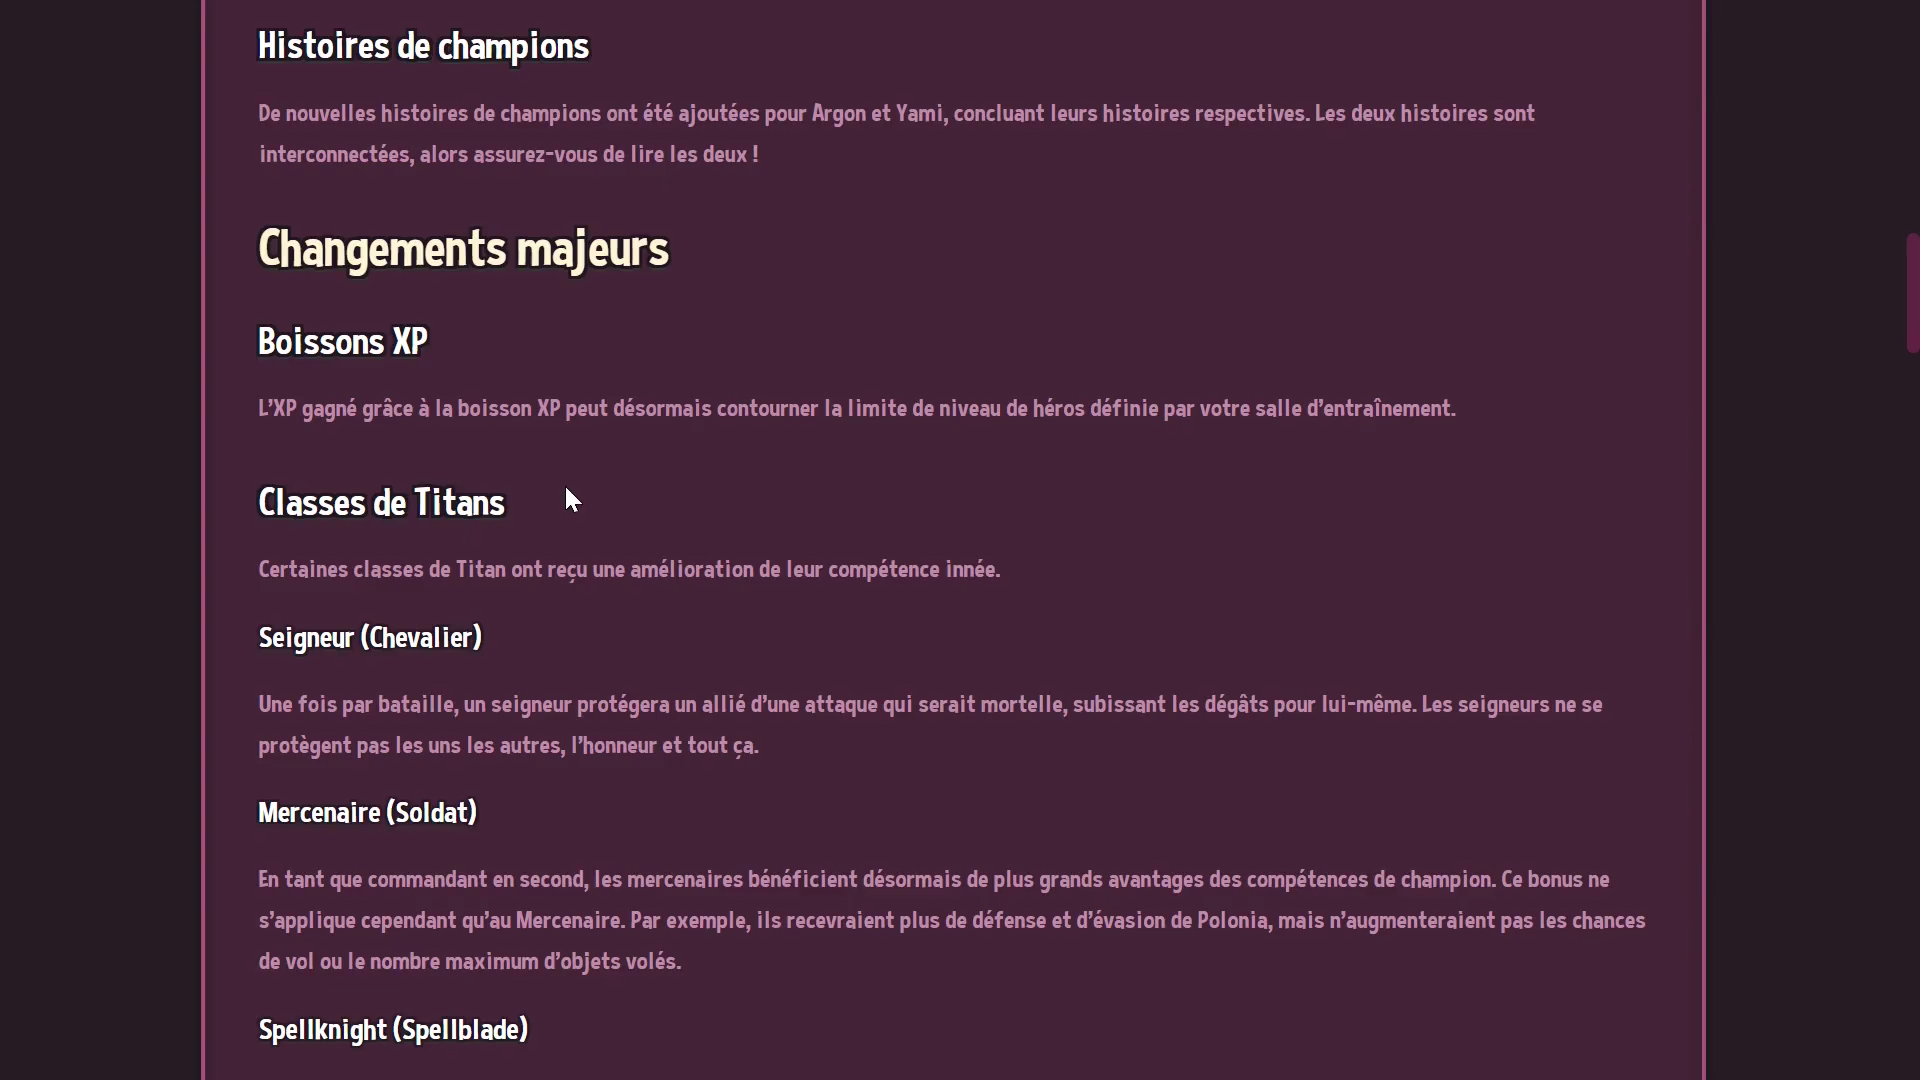 Histoires de champions
De nouvelles histoires de champions ont été ajoutées pour Argon et Yami, concluant leurs histoires respectives. Les deux histoires sont
interconnectées, alors assurez-vous de lire les deux !
Changements majeurs
Boissons XP
L'XP gagné grâce à la boisson XP peut désormais contourner la limite de niveau de héros définie par votre salle d'entraînement.
Classes de Titans
Certaines classes de Titan ont reçu une amélioration de leur compétence innée.
Seigneur (Chevalier)
Une fois par bataille, un seigneur protégera un allié d'une attaque qui serait mortelle, subissant les dégâts pour lui-même. Les seigneurs ne se
protègent pas les uns les autres, l'honneur et tout ça.
Mercenaire (Soldat)
En tant que commandant en second, les mercenaires bénéficient désormais de plus grands avantages des compétences de champion. Ce bonus ne
s'applique cependant qu'au Mercenaire. Par exemple, ils recevraient plus de défense et d'évasion de Polonia, mais n'augmenteraient pas les chances
de vol ou le nombre maximum d'objets volés.
Spellknight (Spellblade)